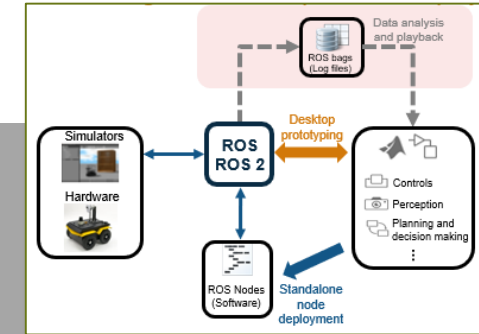 Data analysis
and playback
ROS bags
(Log files)
Simulators
Hardware
ROS
ROS 2
Desktop
prototyping
Controls
Perception
Planning and
decision making
ROS Nodes
(Software)
Standalone
node
deployment